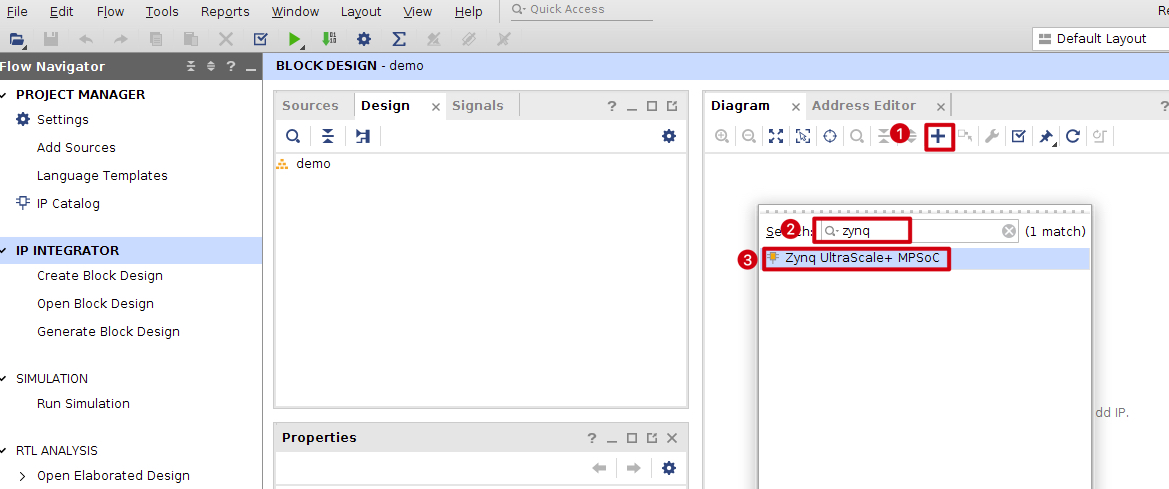 File Edit Flow Tools Reports Window Layout View Help Quick Access
Default Layout
Flow Navigator
PROJECT MANAGER
Settings
Add Sources
Language Templates
IP Catalog
IP INTEGRATOR
Create Block Design
Open Block Design
Generate Block Design
SIMULATION
Run Simulation
RTL ANALYSIS
Open Elaborated Design
BLOCK DESIGN - demo
Sources Design Signals
demo
Properties
Diagram Address Editor
1
2 zynq (1 match)
3 Zynq UltraScale+ MPSoC
dd IP.